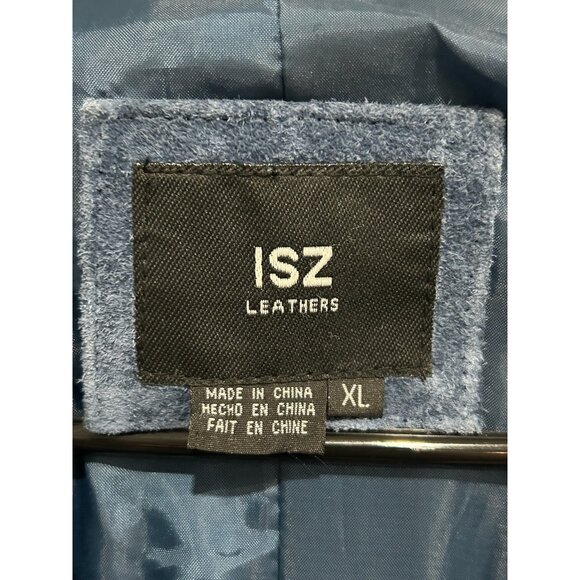 ISZ
LEATHERS
MADE IN CHINA
HECHO EN CHINA
FAIT EN CHINE
XL